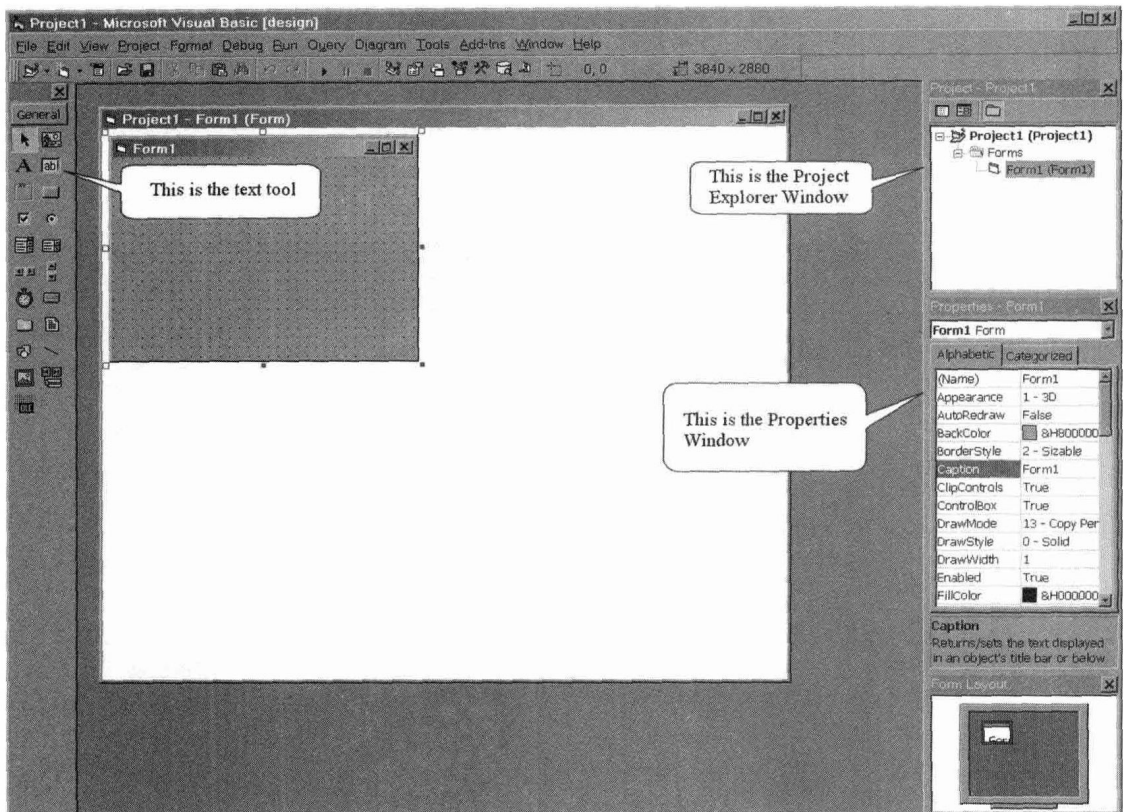 Project1 - Microsoft Visual Basic [design]
File Edit View Project Format Debug Run Query Diagram Tools Add-Ins Window Help
0, 0 3840 x 2880
General
A ab|
Project1 - Form1 (Form)
Form1
This is the text tool
Project - Project1
Project1 (Project1)
Forms
Form1 (Form1)
This is the Project
Explorer Window
Properties - Form1
Form1 Form
Alphabetic Categorized
(Name) Form1
Appearance 1 - 3D
AutoRedraw False
BackColor &H800000
BorderStyle 2 - Sizable
Caption Form1
ClipControls True
ControlBox True
DrawMode 13 - Copy Per
DrawStyle 0 - Solid
DrawWidth 1
Enabled True
FillColor &H000000
This is the Properties
Window
Caption
Returns/sets the text displayed
in an object's title bar or below
Form Layout